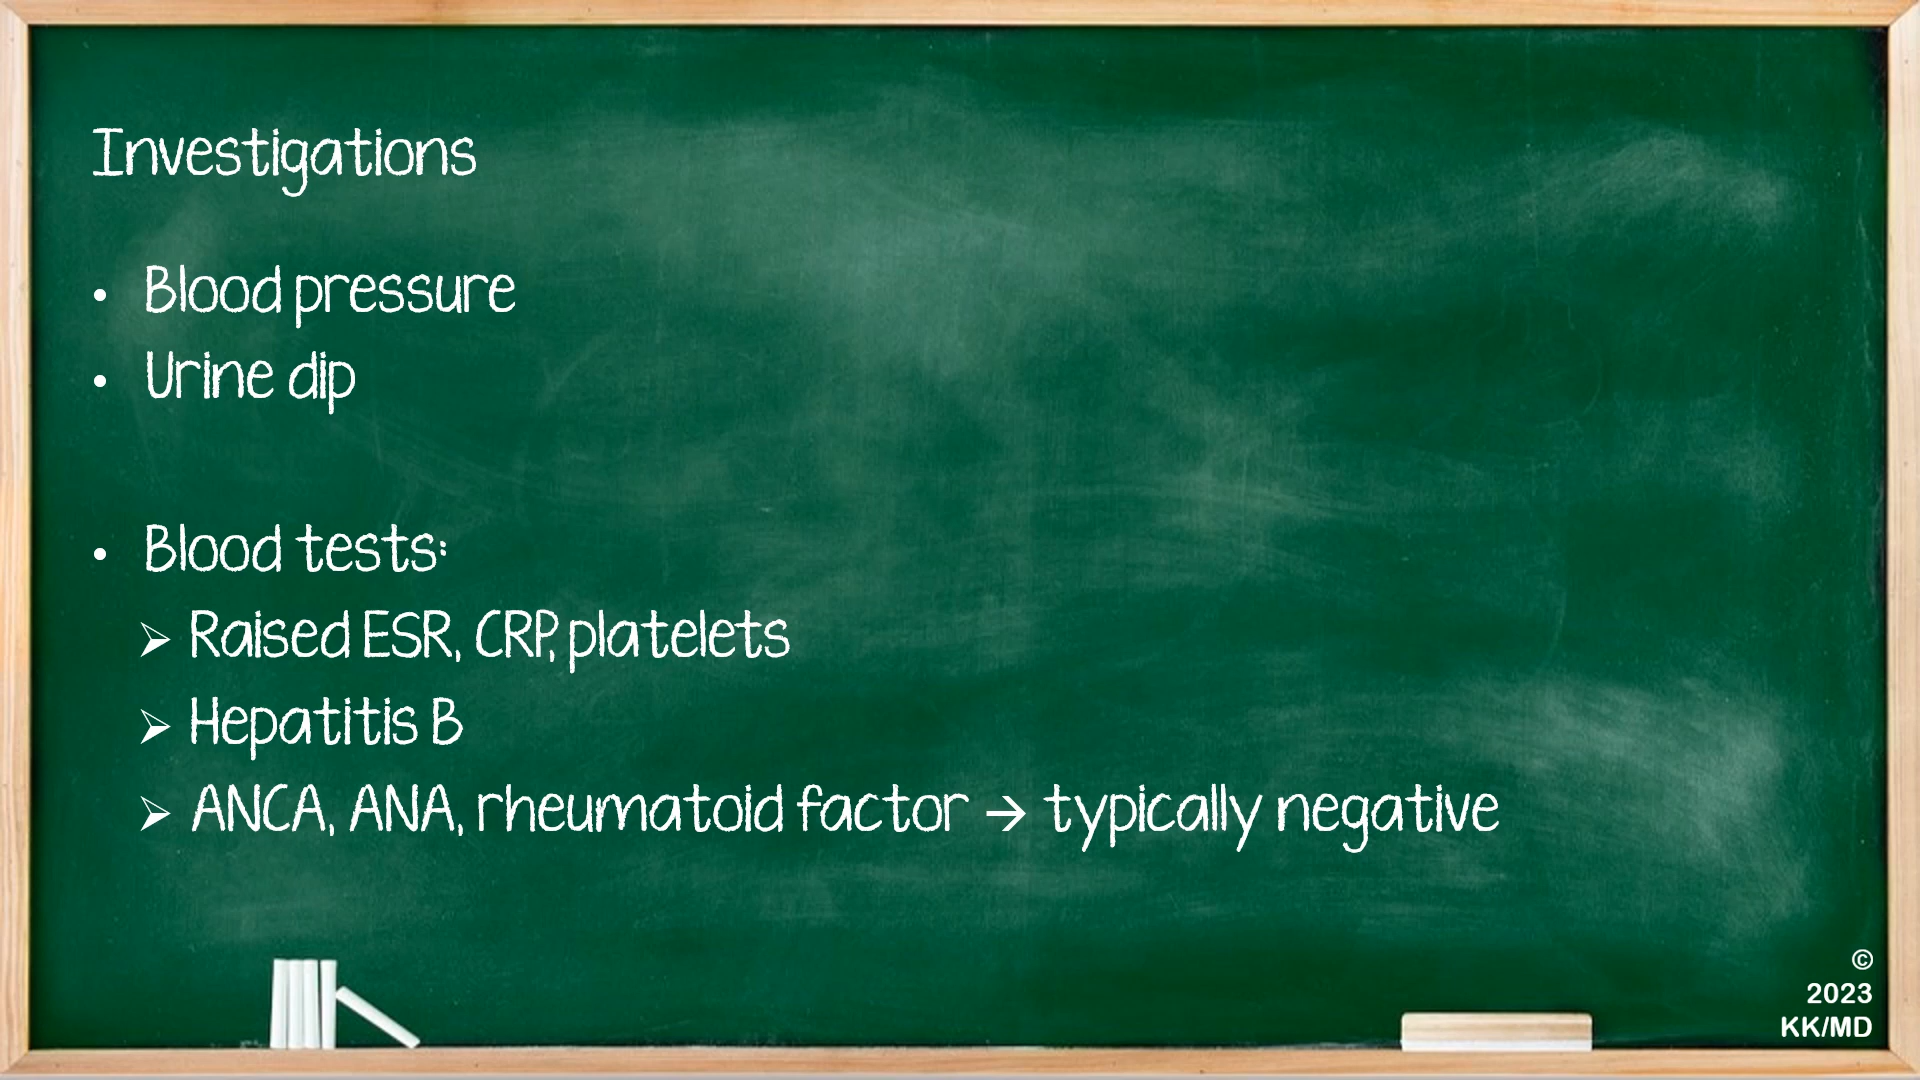 Investigations
• Blood pressure
• Urine dip
• Blood tests:
➢ Raised ESR, CRP, platelets
➢ Hepatitis B
➢ ANCA, ANA, rheumatoid factor → typically negative
©
2023
KK/MD